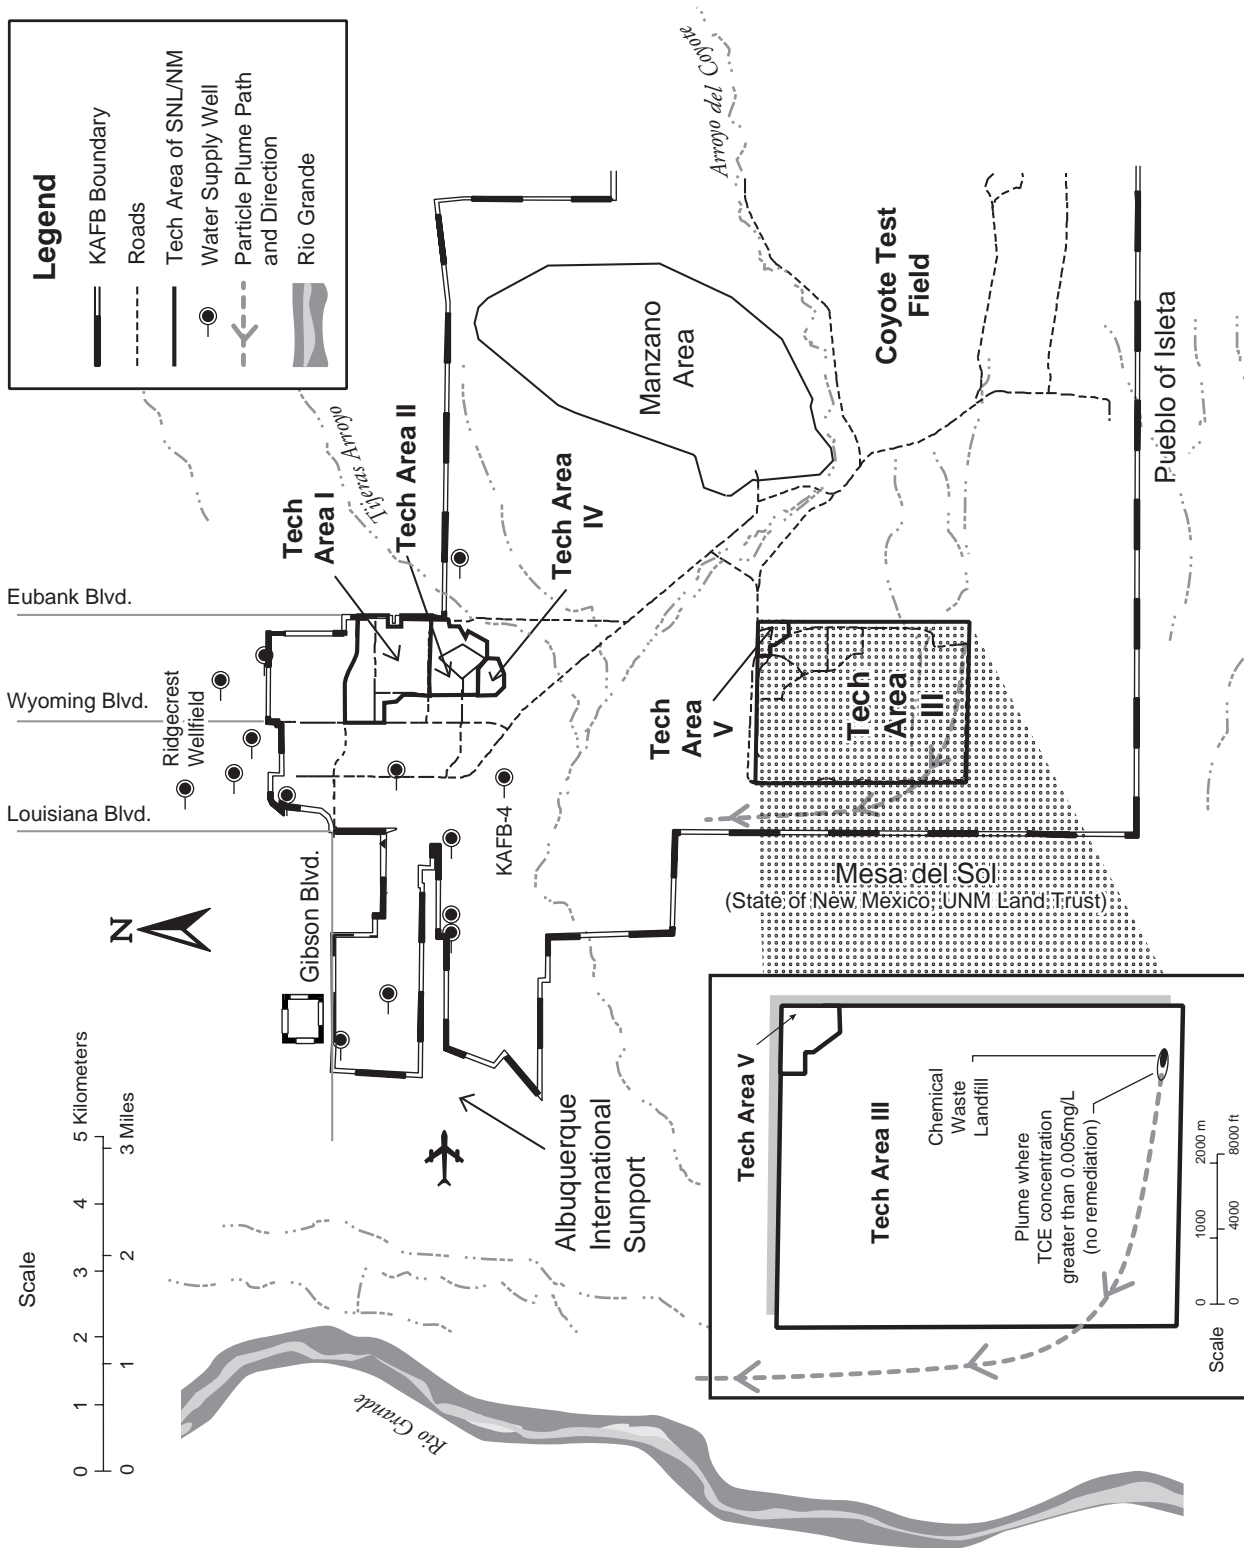 Legend
KAFB Boundary
Roads
Tech Area of SNL/NM
Water Supply Well
Particle Plume Path
and Direction
Rio Grande
Eubank Blvd.
Wyoming Blvd.
Louisiana Blvd.
Gibson Blvd.
Ridgecrest
Wellfield
Tijeras Arroyo
Arroyo del Coyote
Tech
Area I
Tech Area II
Tech Area
IV
Manzano
Area
Coyote Test
Field
Pueblo of Isleta
Tech
Area
V
Tech
Area
III
KAFB-4
Mesa del Sol
(State of New Mexico, UNM Land Trust)
N
Albuquerque
International
Sunport
Rio Grande
Scale
0 1 2 3 4 5 Kilometers
0 1 2 3 Miles
Tech Area V
Tech Area III
Chemical
Waste
Landfill
Plume where
TCE concentration
greater than 0.005mg/L
(no remediation)
Scale
0 1000 2000 m
0 4000 8000 ft